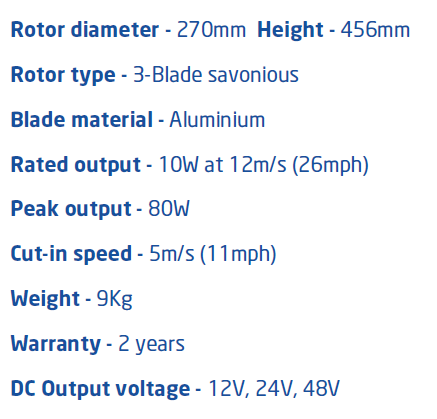 Rotor diameter - 270mm  Height - 456mm
Rotor type - 3-Blade savonious
Blade material - Aluminium
Rated output - 10W at 12m/s (26mph)
Peak output - 80W
Cut-in speed - 5m/s (11mph)
Weight - 9Kg
Warranty - 2 years
DC Output voltage - 12V, 24V, 48V